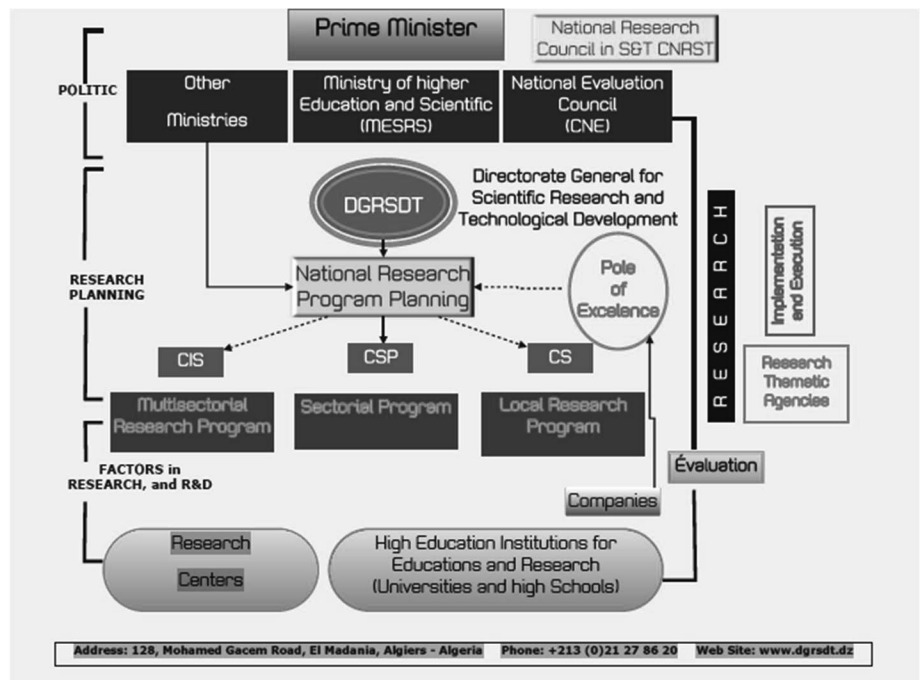 Prime Minister
National Research
Council in S&T CNRST
POLITIC
Other
Ministries
Ministry of higher
Education and Scientific
(MESRS)
National Evaluation
Council
(CNE)
DGRSDT
Directorate General for
Scientific Research and
Technological Development
RESEARCH
PLANNING
National Research
Program Planning
Pole
of
Excelence
CIS
CSP
CS
Multisectorial
Research Program
Sectorial Program
Local Research
Program
RESEARCH
Implementation
and Execution
Research
Thematic
Agencies
FACTORS in
RESEARCH, and R&D
Évaluation
Companies
Research
Centers
High Education Institutions for
Educations and Research
(Universities and high Schools)
Address: 128, Mohamed Gacem Road, El Madania, Algiers - Algeria Phone: +213 (0)21 27 86 20 Web Site: www.dgrsdt.dz